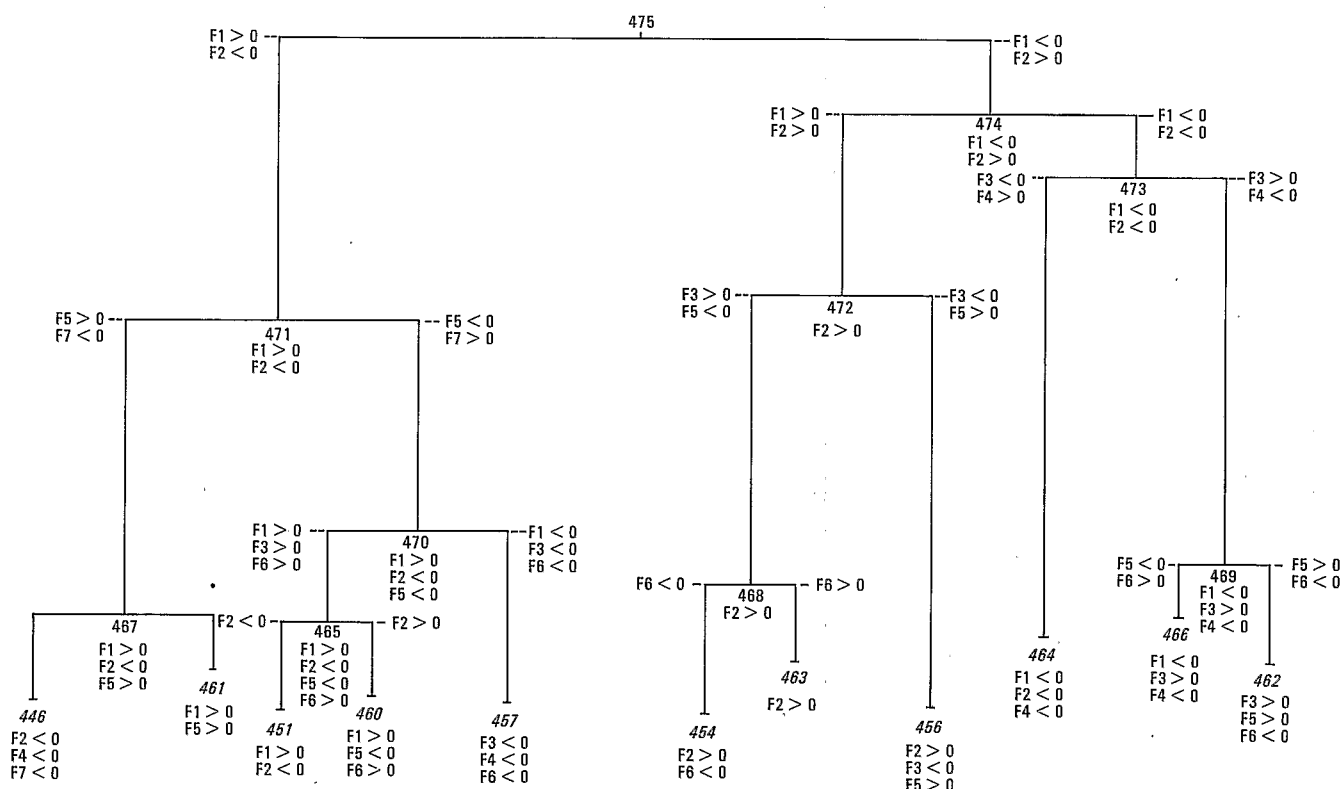 475
F1 > 0
F2 < 0
F1 < 0
F2 > 0
F1 > 0
F2 > 0
474
F1 < 0
F2 > 0
F1 < 0
F2 < 0
F3 < 0
F4 > 0
473
F1 < 0
F2 < 0
F3 > 0
F4 < 0
F3 > 0
F5 < 0
472
F2 > 0
F3 < 0
F5 > 0
F5 > 0
F7 < 0
471
F1 > 0
F2 < 0
F5 < 0
F7 > 0
F1 > 0
F3 > 0
F6 > 0
470
F1 > 0
F2 < 0
F5 < 0
F1 < 0
F3 < 0
F6 < 0
F6 < 0
468
F2 > 0
F6 > 0
F5 < 0
F6 > 0
469
F1 < 0
F3 > 0
F4 < 0
F5 > 0
F6 < 0
467
F1 > 0
F2 < 0
F5 > 0
F2 < 0
465
F1 > 0
F2 < 0
F5 < 0
F6 > 0
F2 > 0
446
F2 < 0
F4 < 0
F7 < 0
461
F1 > 0
F5 > 0
451
F1 > 0
F2 < 0
460
F1 > 0
F5 < 0
F6 > 0
457
F3 < 0
F4 < 0
F6 < 0
454
F2 > 0
F6 < 0
463
F2 > 0
456
F2 > 0
F3 < 0
F5 > 0
464
F1 < 0
F2 < 0
F4 < 0
466
F1 < 0
F3 > 0
F4 < 0
462
F3 > 0
F5 > 0
F6 < 0